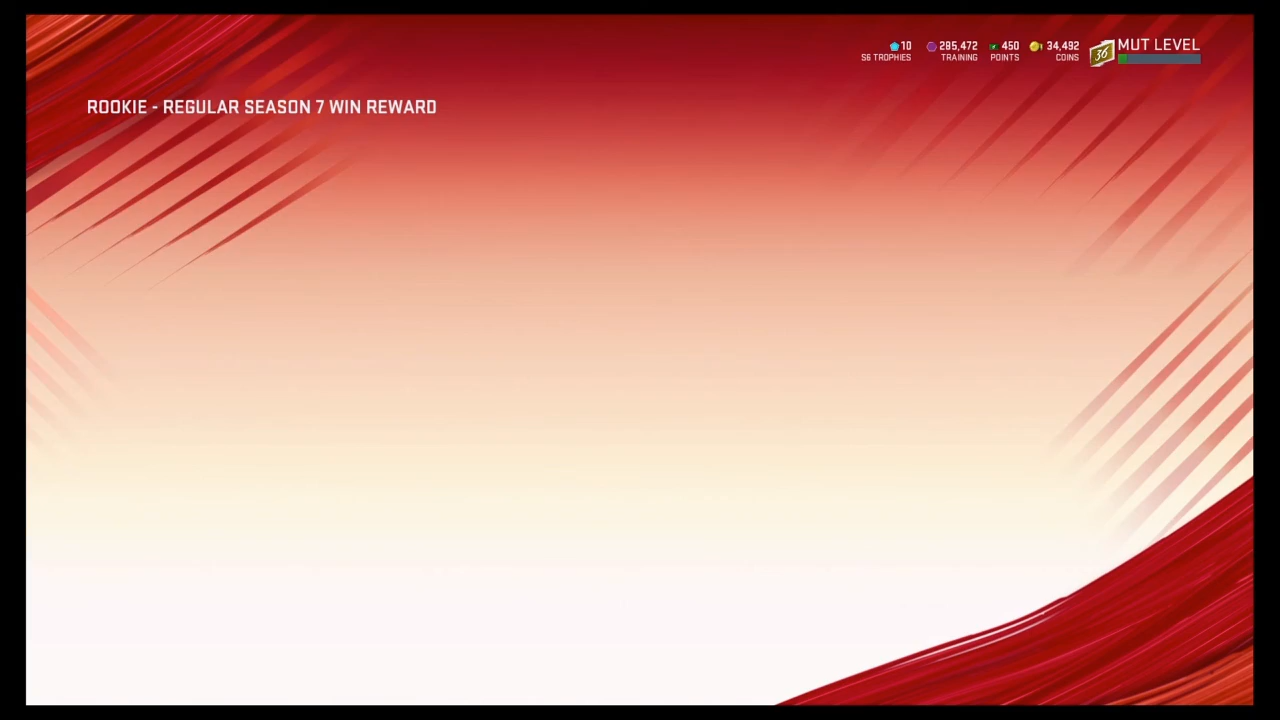 10 285,472 450 34,492 36 MUT LEVEL
S6 TROPHIES TRAINING POINTS COINS
ROOKIE - REGULAR SEASON 7 WIN REWARD